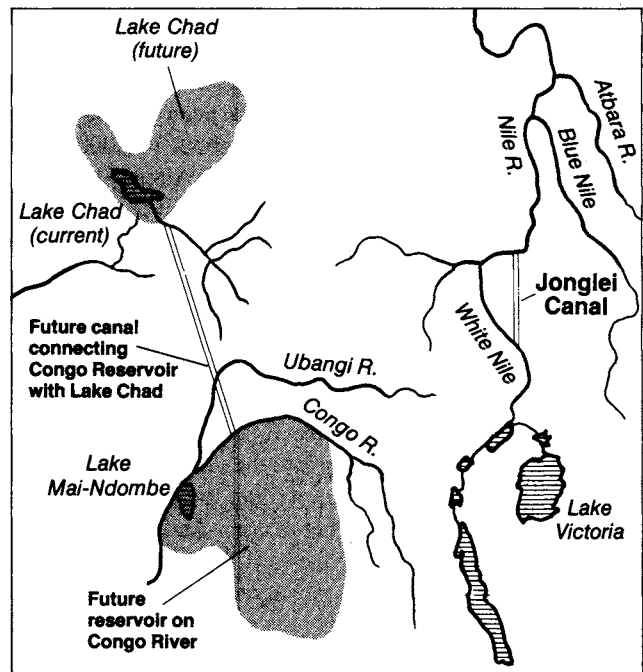 Lake Chad
(future)
Lake Chad
(current)
Nile R.
Blue Nile
Atbara R.
Jonglei
Canal
White Nile
Future canal
connecting
Congo Reservoir
with Lake Chad
Ubangi R.
Congo R.
Lake
Mai-Ndombe
Lake
Victoria
Future
reservoir on
Congo River